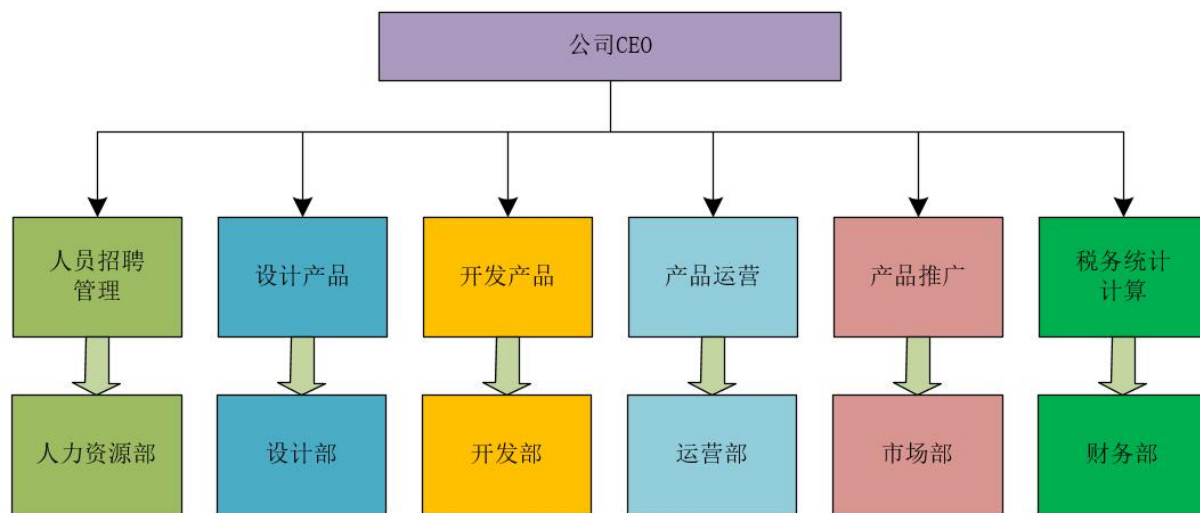 公司CEO
人员招聘
管理
设计产品
开发产品
产品运营
产品推广
税务统计
计算
人力资源部
设计部
开发部
运营部
市场部
财务部